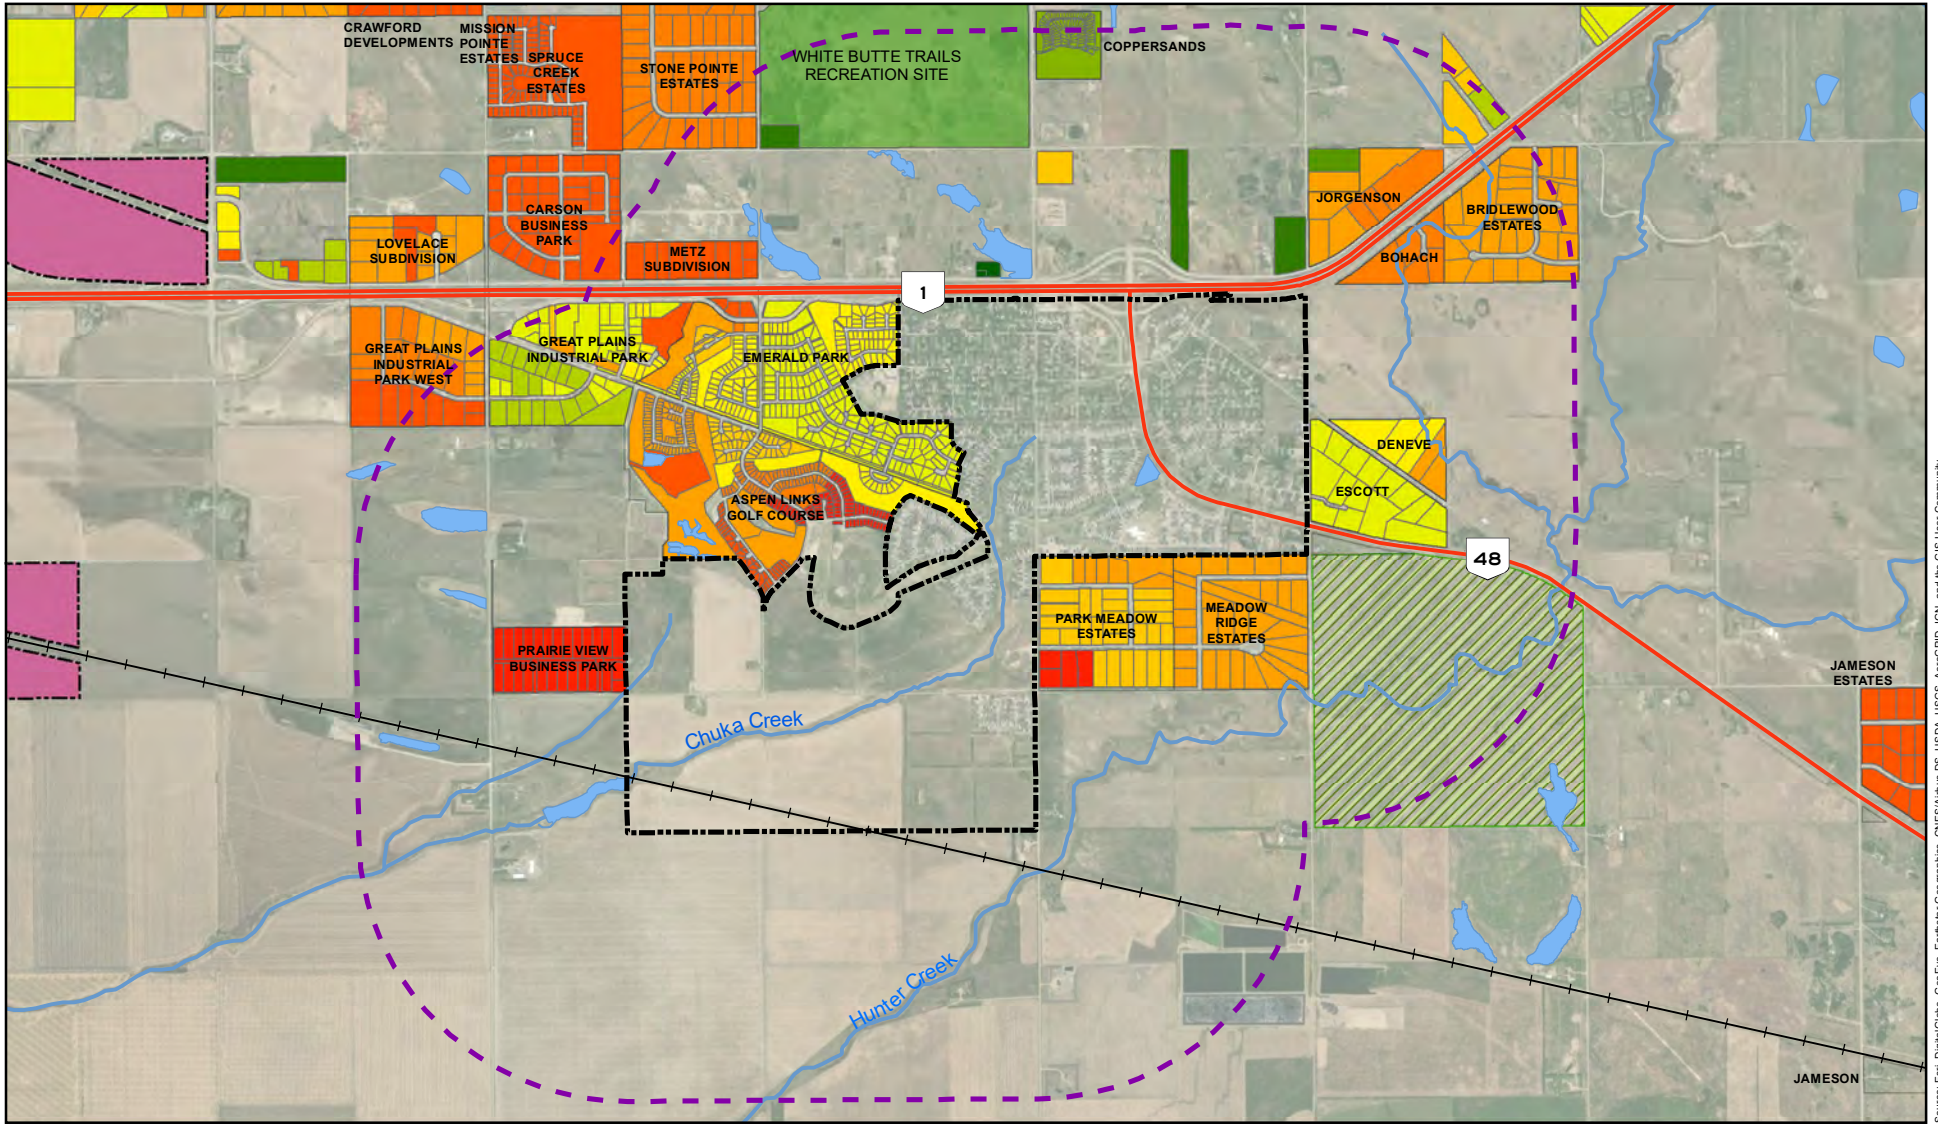 CRAWFORD
DEVELOPMENTS
MISSION
POINTE
ESTATES
SPRUCE
CREEK
ESTATES
STONE POINTE
ESTATES
WHITE BUTTE TRAILS
RECREATION SITE
COPPERSANDS
CARSON
BUSINESS
PARK
LOVELACE
SUBDIVISION
METZ
SUBDIVISION
JORGENSON
BRIDLEWOOD
ESTATES
BOHACH
1
GREAT PLAINS
INDUSTRIAL
PARK WEST
GREAT PLAINS
INDUSTRIAL PARK
EMERALD PARK
DENEVE
ESCOTT
ASPEN LINKS
GOLF COURSE
48
PARK MEADOW
ESTATES
MEADOW
RIDGE
ESTATES
PRAIRIE VIEW
BUSINESS PARK
JAMESON
ESTATES
Chuka Creek
Hunter Creek
JAMESON